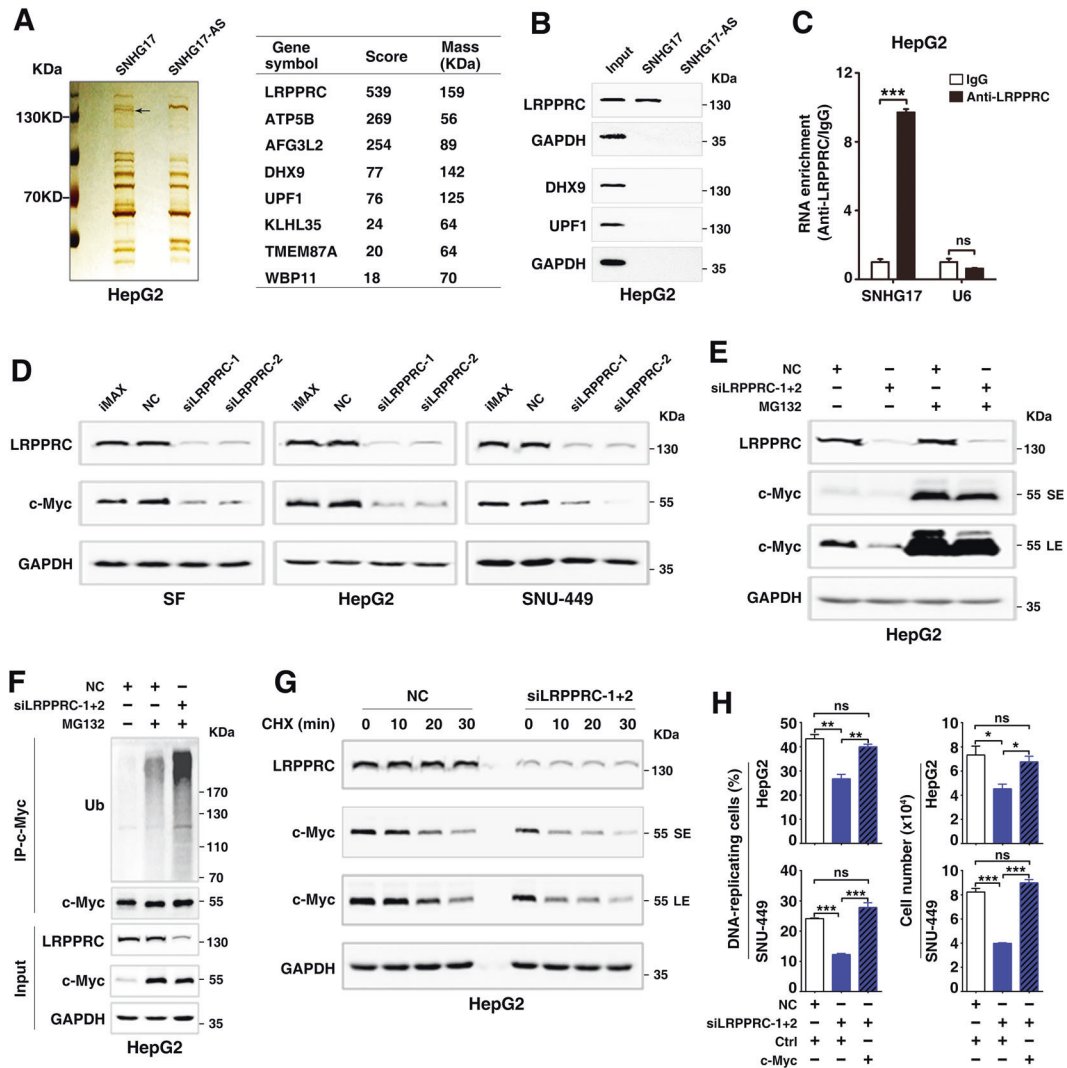 A
KDa
SNHG17
SNHG17-AS
130KD
70KD
HepG2
Gene symbol Score Mass (KDa)
LRPPRC 539 159
ATP5B 269 56
AFG3L2 254 89
DHX9 77 142
UPF1 76 125
KLHL35 24 64
TMEM87A 20 64
WBP11 18 70
B
Input SNHG17 SNHG17-AS
KDa
LRPPRC 130
GAPDH 35
DHX9 130
UPF1 130
GAPDH 35
HepG2
C
HepG2
IgG
Anti-LRPPRC
RNA enrichment
(Anti-LRPPRC/IgG)
12
8
4
0
***
ns
SNHG17 U6
D
iMAX NC siLRPPRC-1 siLRPPRC-2 iMAX NC siLRPPRC-1 siLRPPRC-2 iMAX NC siLRPPRC-1 siLRPPRC-2
KDa
LRPPRC 130
c-Myc 55
GAPDH 35
SF HepG2 SNU-449
E
NC + − + −
siLRPPRC-1+2 − + − +
MG132 − − + +
KDa
LRPPRC 130
c-Myc 55 SE
c-Myc 55 LE
GAPDH 35
HepG2
F
NC + + −
siLRPPRC-1+2 − − +
MG132 − + +
KDa
IP-c-Myc
Ub
170
130
110
70
c-Myc 55
Input
LRPPRC 130
c-Myc 55
GAPDH 35
HepG2
G
NC siLRPPRC-1+2
CHX (min) 0 10 20 30 0 10 20 30
KDa
LRPPRC 130
c-Myc 55 SE
c-Myc 55 LE
GAPDH 35
HepG2
H
DNA-replicating cells (%)
HepG2
50
40
30
20
10
0
ns
** **
SNU-449
40
30
20
10
0
ns
*** ***
NC + − −
siLRPPRC-1+2 − + +
Ctrl + + −
c-Myc − − +
Cell number (x10⁴)
HepG2
10
8
6
4
2
0
ns
* *
SNU-449
10
8
6
4
2
0
ns
*** ***
+ − −
− + +
+ + −
− − +